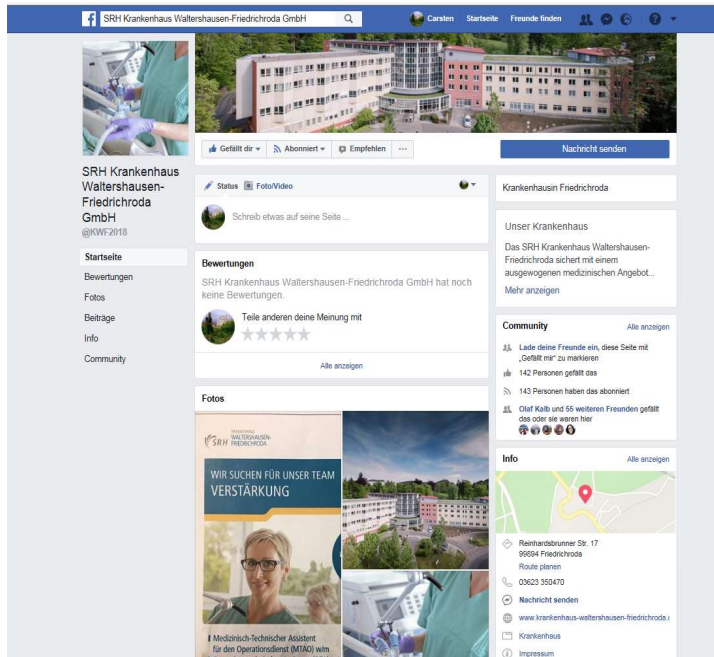 SRH Krankenhaus Waltershausen-Friedrichroda GmbH
Carsten Startseite Freunde finden
SRH Krankenhaus
Waltershausen-
Friedrichroda
GmbH
@KWF2018
Startseite
Bewertungen
Fotos
Beiträge
Info
Community
Gefällt dir Abonniert Empfehlen ...
Nachricht senden
Status Foto/Video
Schreib etwas auf seine Seite ...
Bewertungen
SRH Krankenhaus Waltershausen-Friedrichroda GmbH hat noch
keine Bewertungen.
Teile anderen deine Meinung mit
Alle anzeigen
Fotos
SRH
WALTERSHAUSEN-
FRIEDRICHRODA
WIR SUCHEN FÜR UNSER TEAM
VERSTÄRKUNG
Medizinisch-Technischer Assistent
für den Operationsdienst (MTAO) w/m
Krankenhausin Friedrichroda
Unser Krankenhaus
Das SRH Krankenhaus Waltershausen-
Friedrichroda sichert mit einem
ausgewogenen medizinischen Angebot...
Mehr anzeigen
Community Alle anzeigen
Lade deine Freunde ein, diese Seite mit
„Gefällt mir“ zu markieren
142 Personen gefällt das
143 Personen haben das abonniert
Olaf Kalb und 55 weiteren Freunden gefällt
das oder sie waren hier
Info Alle anzeigen
Reinhardsbrunner Str. 17
99894 Friedrichroda
Route planen
03623 350470
Nachricht senden
www.krankenhaus-waltershausen-friedrichroda.
Krankenhaus
Impressum